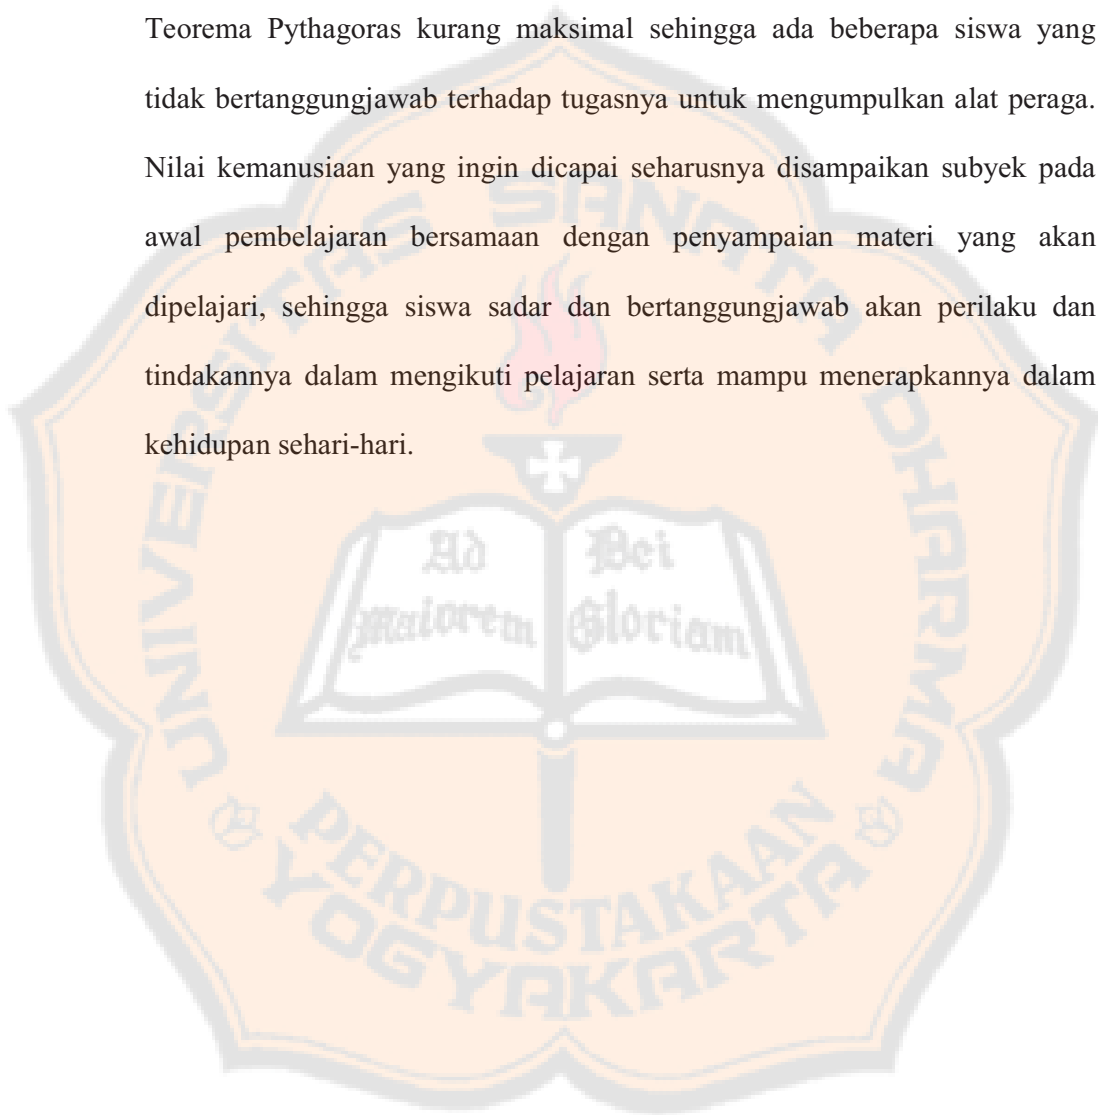 Teorema Pythagoras kurang maksimal sehingga ada beberapa siswa yang
tidak bertanggungjawab terhadap tugasnya untuk mengumpulkan alat peraga.
Nilai kemanusiaan yang ingin dicapai seharusnya disampaikan subyek pada
awal pembelajaran bersamaan dengan penyampaian materi yang akan
dipelajari, sehingga siswa sadar dan bertanggungjawab akan perilaku dan
tindakannya dalam mengikuti pelajaran serta mampu menerapkannya dalam
kehidupan sehari-hari.
UNIVERSITAS SANATA DHARMA
Ad
maiorem
Dei
Gloriam
PERPUSTAKAAN
YOGYAKARTA